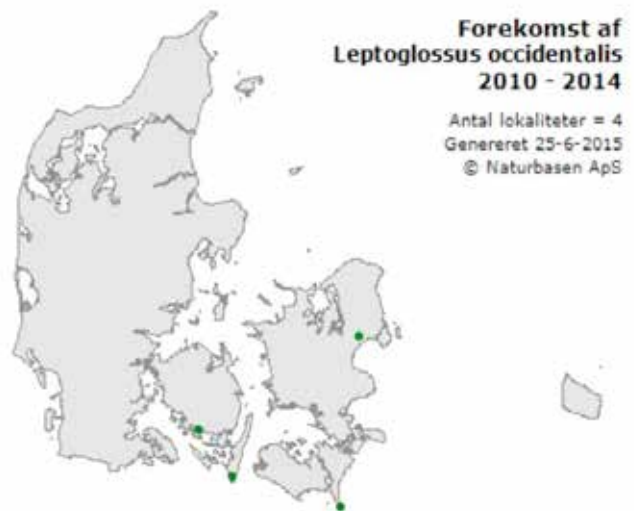 Forekomst af
Leptoglossus occidentalis
2010 - 2014
Antal lokaliteter = 4
Genereret 25-6-2015
© Naturbasen ApS